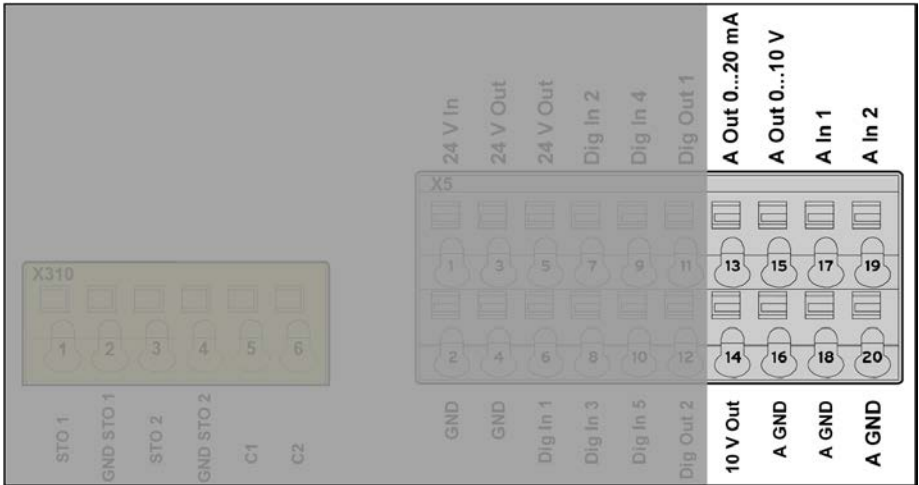 24 V In
24 V Out
24 V Out
Dig In 2
Dig In 4
Dig Out 1
A Out 0...20 mA
A Out 0...10 V
A In 1
A In 2
X5
1 3 5 7 9 11 13 15 17 19
2 4 6 8 10 12 14 16 18 20
GND
GND
Dig In 1
Dig In 3
Dig In 5
Dig Out 2
10 V Out
A GND
A GND
A GND
X310
1 2 3 4 5 6
STO 1
GND STO 1
STO 2
GND STO 2
C1
C2